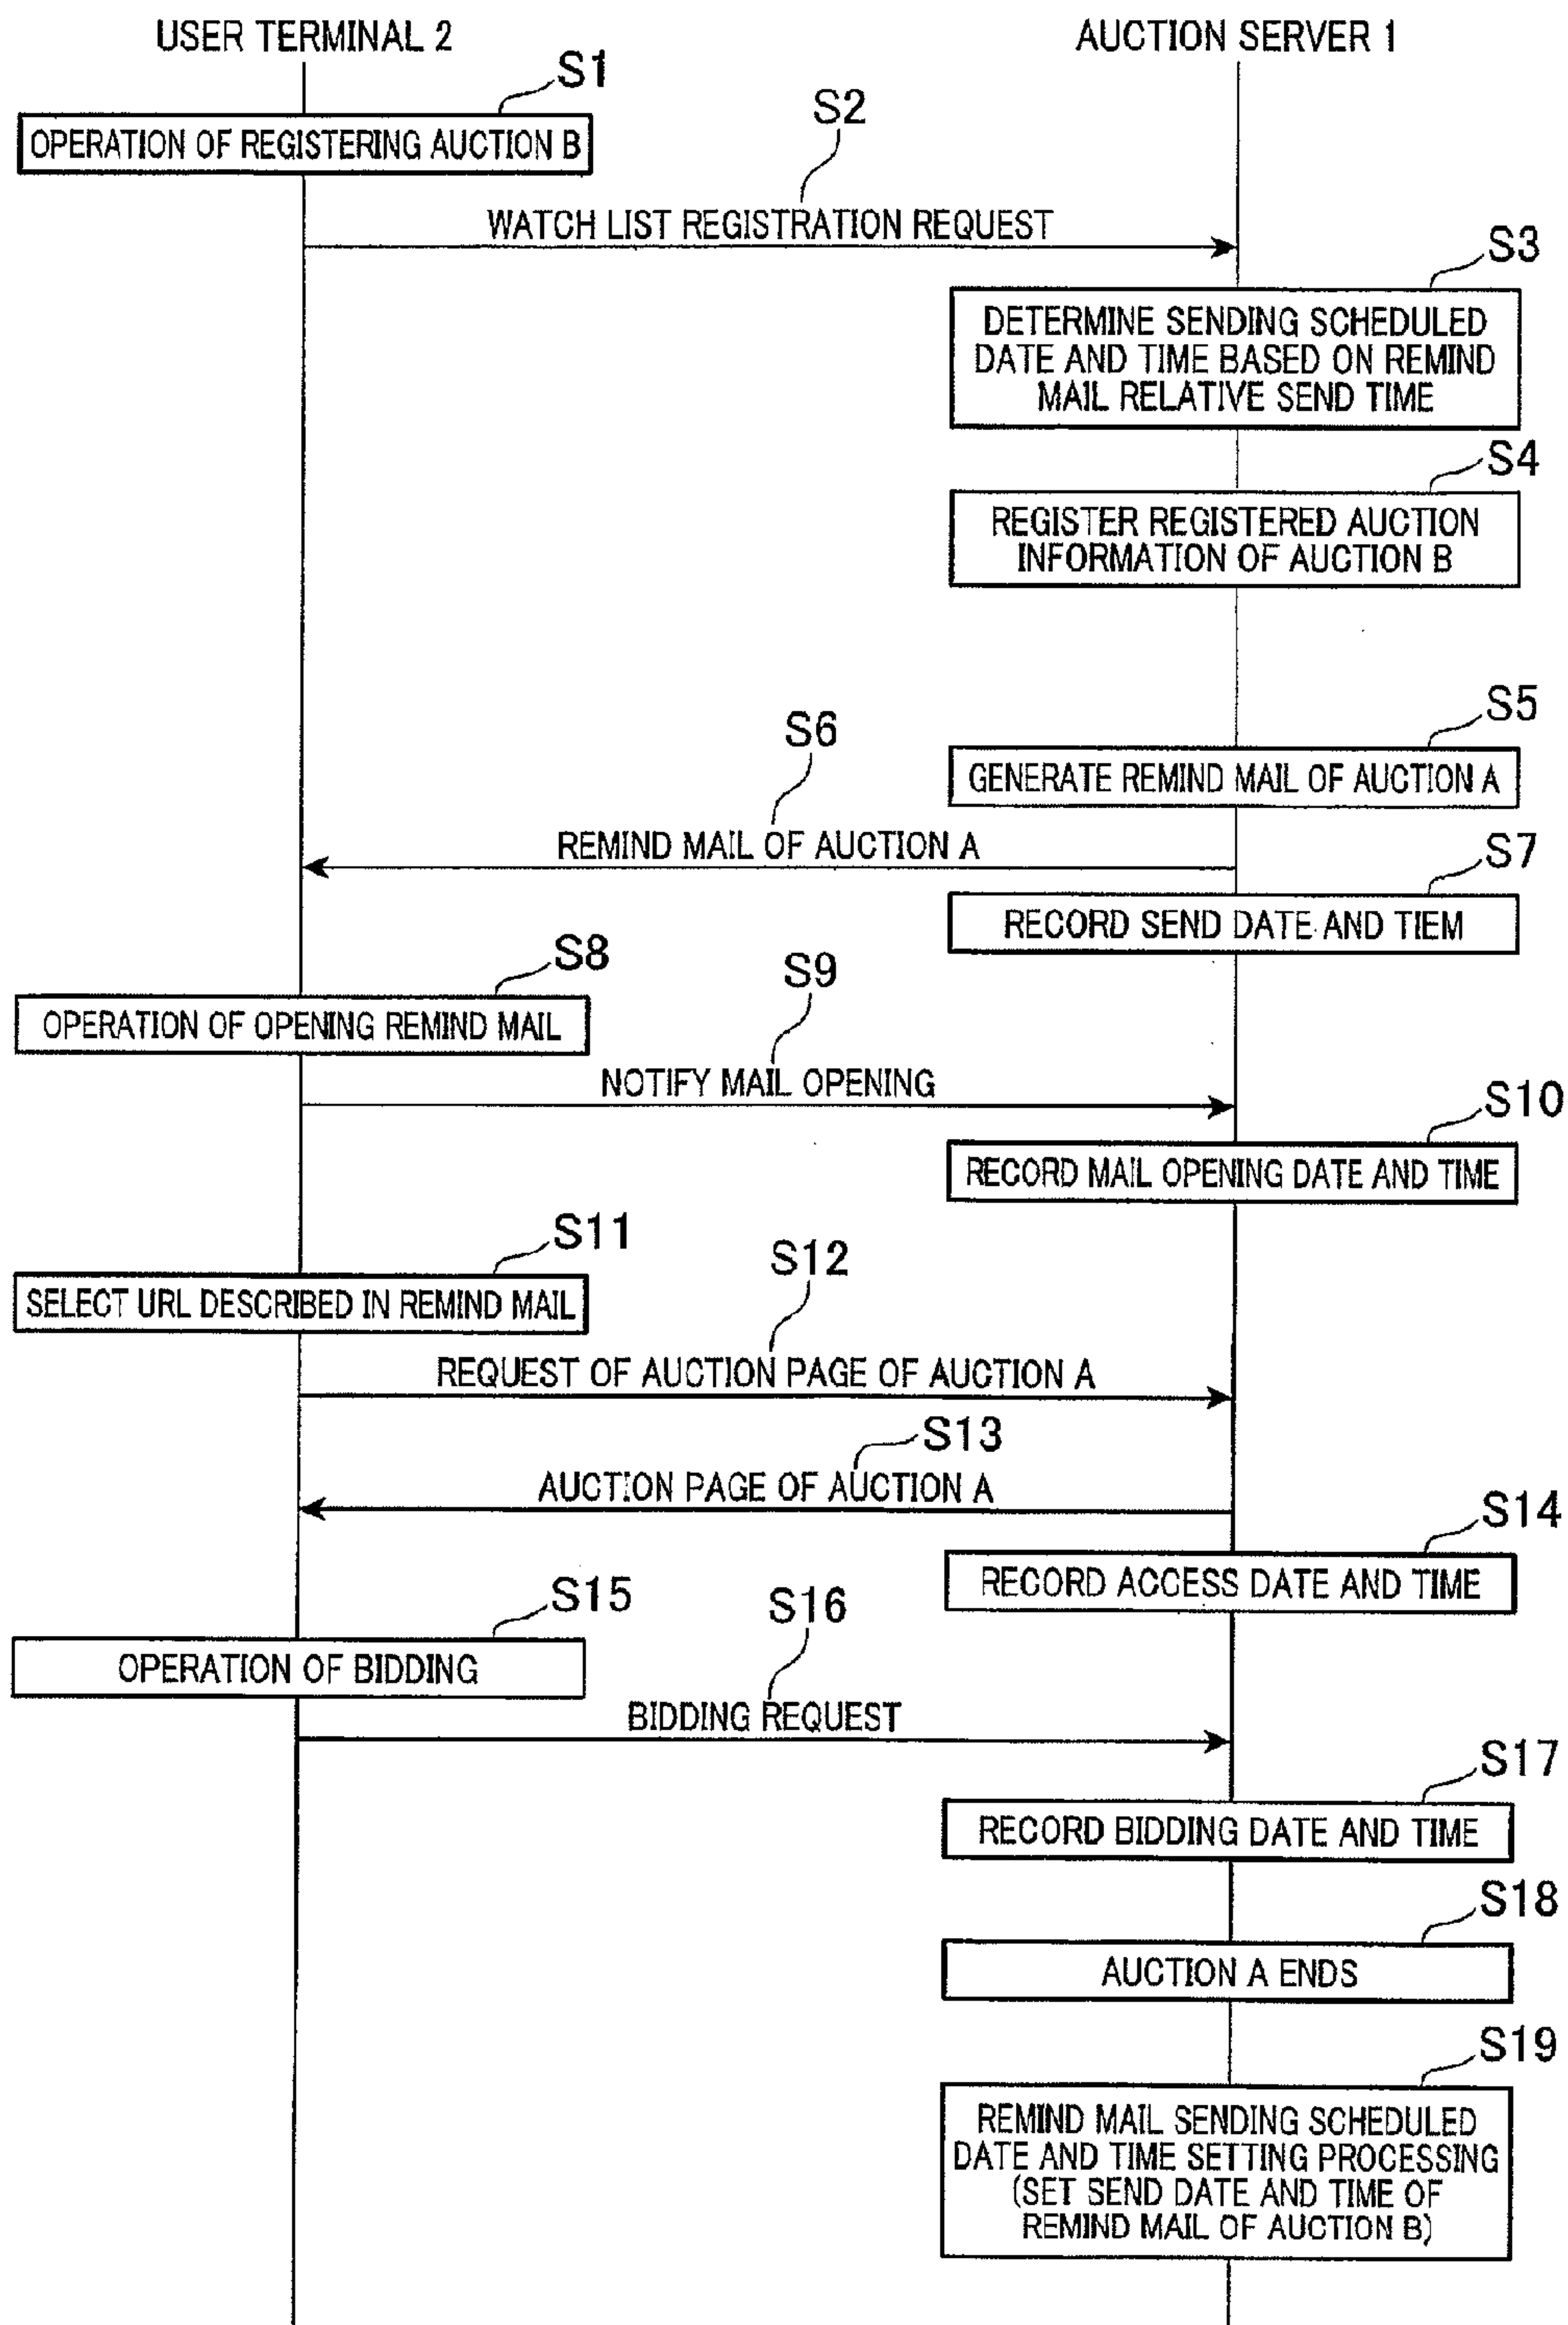 USER TERMINAL 2
AUCTION SERVER 1
S1
OPERATION OF REGISTERING AUCTION B
S2
WATCH LIST REGISTRATION REQUEST
S3
DETERMINE SENDING SCHEDULED
DATE AND TIME BASED ON REMIND
MAIL RELATIVE SEND TIME
S4
REGISTER REGISTERED AUCTION
INFORMATION OF AUCTION B
S5
GENERATE REMIND MAIL OF AUCTION A
S6
REMIND MAIL OF AUCTION A
S7
RECORD SEND DATE AND TIEM
S8
OPERATION OF OPENING REMIND MAIL
S9
NOTIFY MAIL OPENING
S10
RECORD MAIL OPENING DATE AND TIME
S11
SELECT URL DESCRIBED IN REMIND MAIL
S12
REQUEST OF AUCTION PAGE OF AUCTION A
S13
AUCTION PAGE OF AUCTION A
S14
RECORD ACCESS DATE AND TIME
S15
OPERATION OF BIDDING
S16
BIDDING REQUEST
S17
RECORD BIDDING DATE AND TIME
S18
AUCTION A ENDS
S19
REMIND MAIL SENDING SCHEDULED
DATE AND TIME SETTING PROCESSING
(SET SEND DATE AND TIME OF
REMIND MAIL OF AUCTION B)